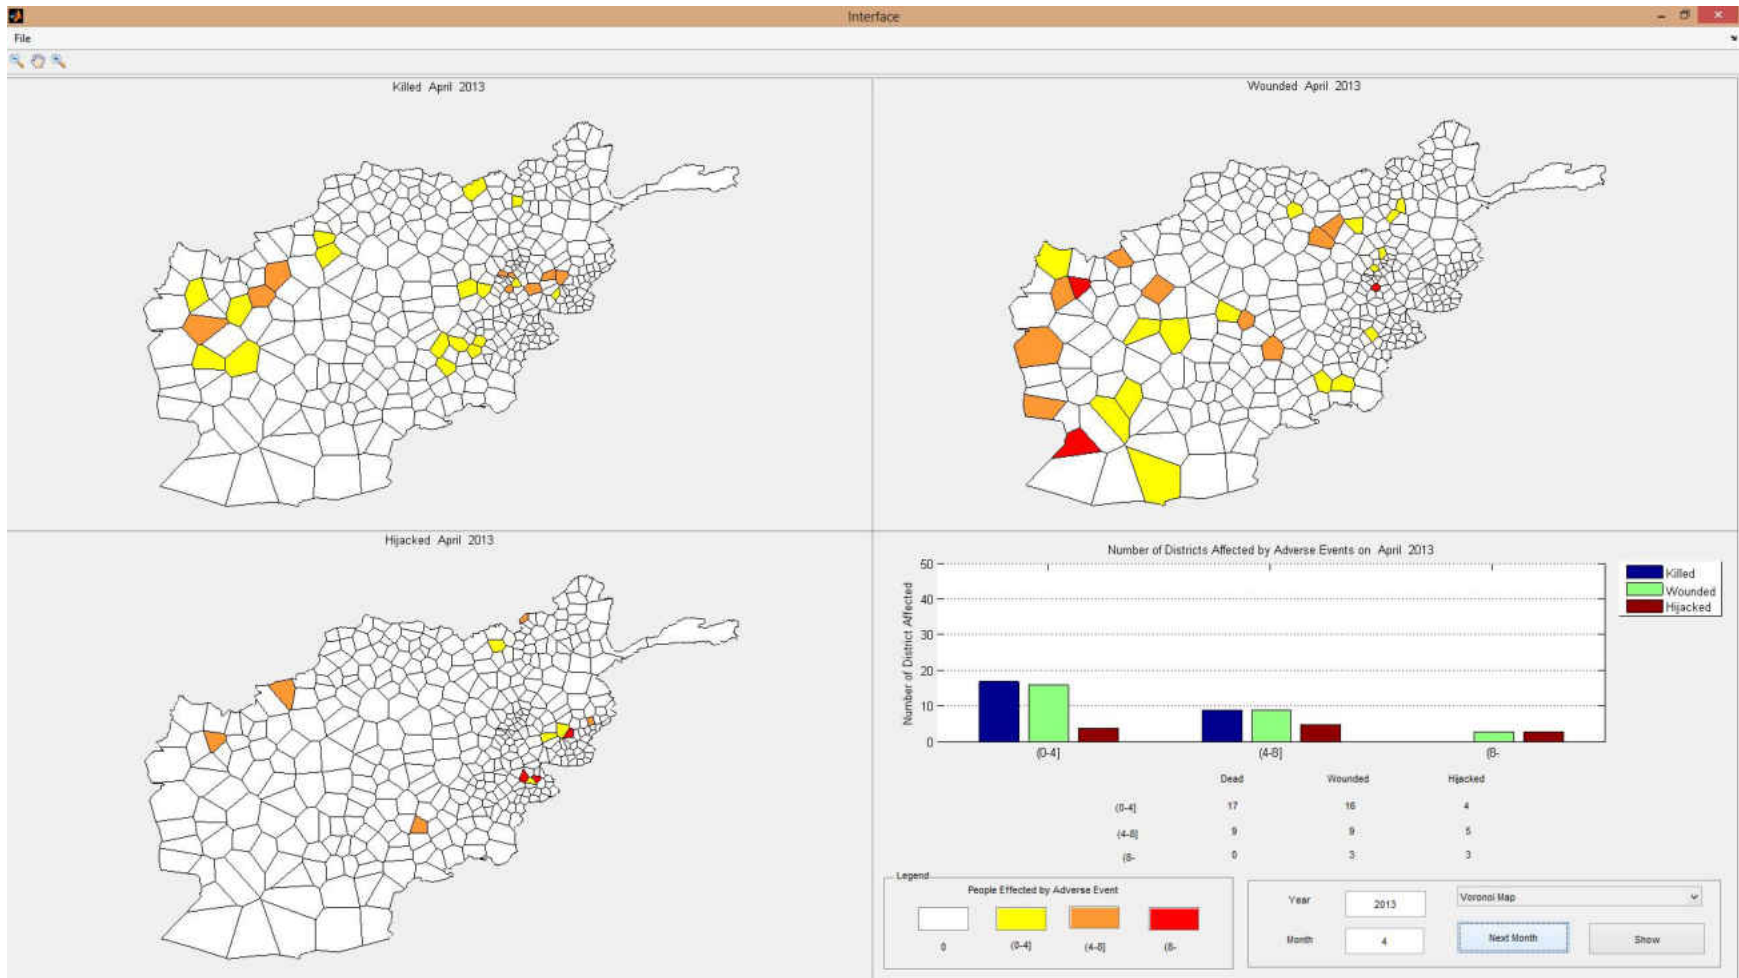 Interface
File
Killed April 2013
Wounded April 2013
Hijacked April 2013
Number of Districts Affected by Adverse Events on April 2013
Number of District Affected
50
40
30
20
10
0
(0-4]
(4-8]
(8-
Killed
Wounded
Hijacked
Dead Wounded Hijacked
(0-4] 17 16 4
(4-8] 9 9 5
(8- 0 3 3
Legend
People Effected by Adverse Event
0 (0-4] (4-8] (8-
Year 2013 Voronoi Map
Month 4 Next Month Show